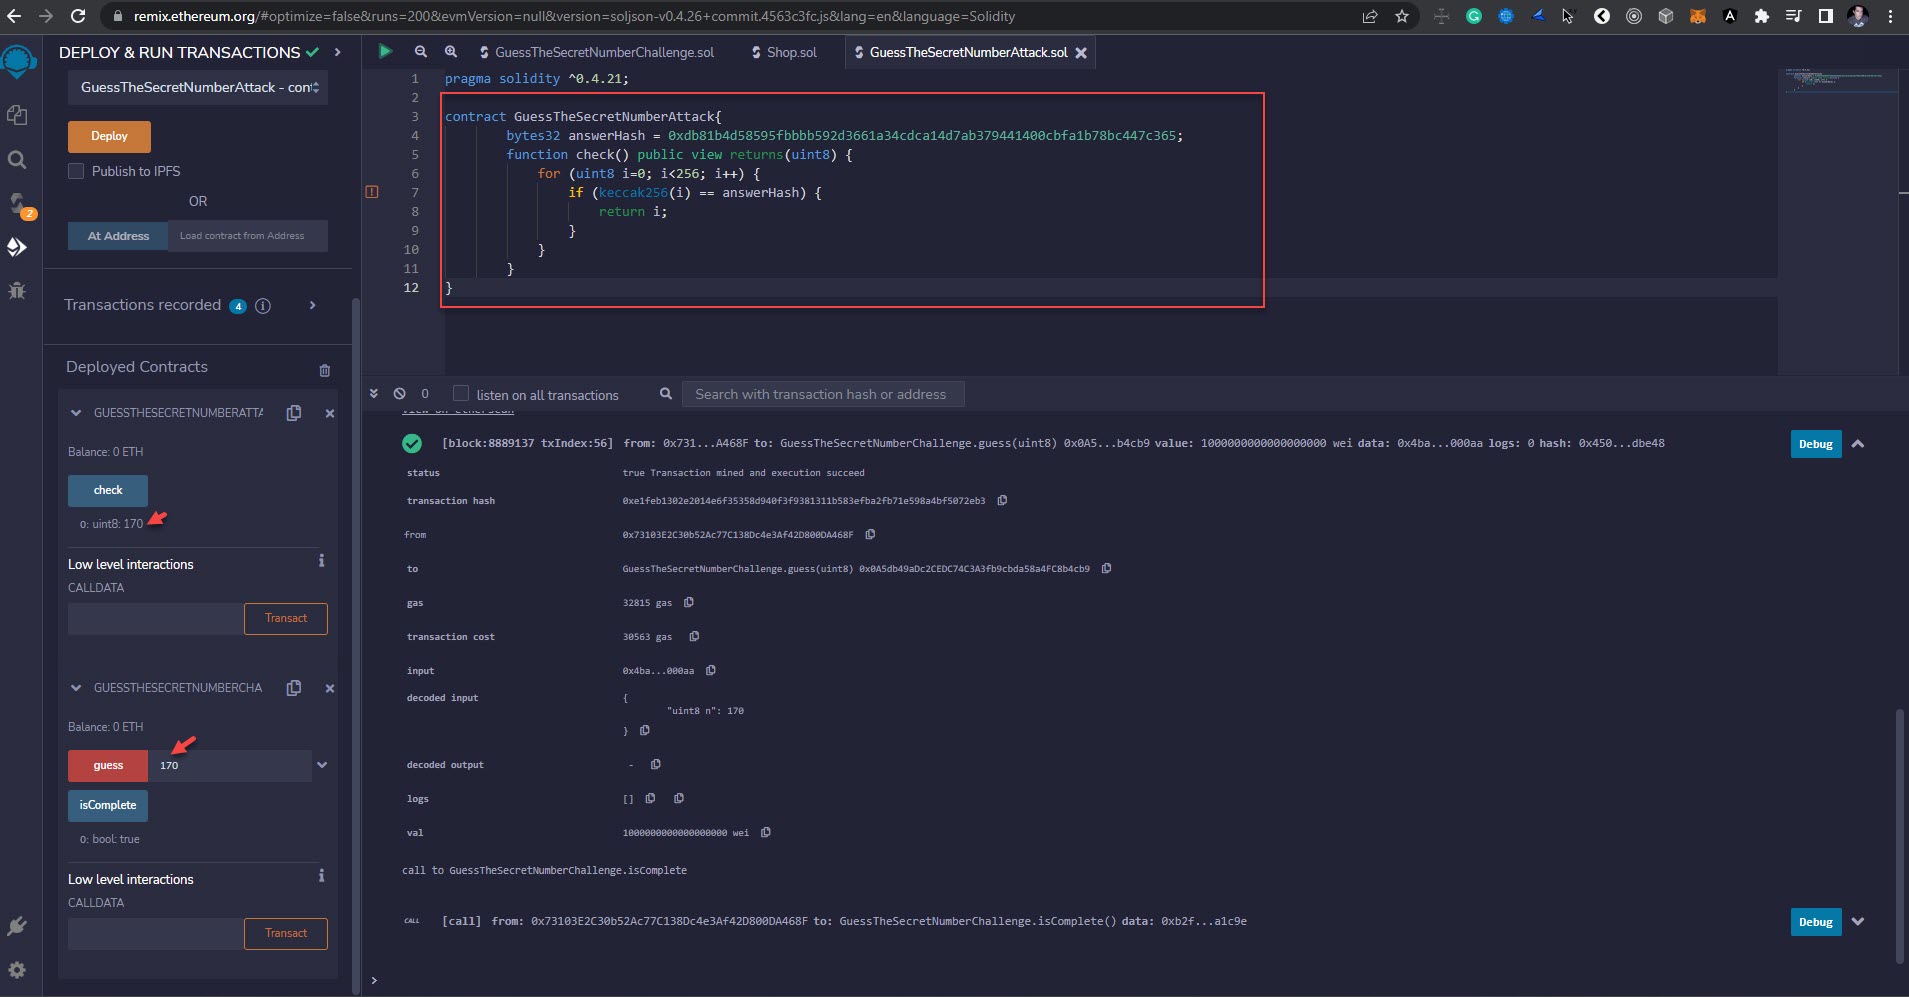 remix.ethereum.org/#optimize=false&runs=200&evmVersion=null&version=soljson-v0.4.26+commit.4563c3fc.js&lang=en&language=Solidity
DEPLOY & RUN TRANSACTIONS
GuessTheSecretNumberAttack - cont
Deploy
Publish to IPFS
OR
At Address Load contract from Address
2
Transactions recorded 4 i
Deployed Contracts
GUESSTHESECRETNUMBERATTA
Balance: 0 ETH
check
0: uint8: 170
Low level interactions
CALLDATA
Transact
GUESSTHESECRETNUMBERCHA
Balance: 0 ETH
guess 170
isComplete
0: bool: true
Low level interactions
CALLDATA
Transact
GuessTheSecretNumberChallenge.sol Shop.sol GuessTheSecretNumberAttack.sol
1 pragma solidity ^0.4.21;
2
3 contract GuessTheSecretNumberAttack{
4 bytes32 answerHash = 0xdb81b4d58595fbbbb592d3661a34cdca14d7ab379441400cbfa1b78bc447c365;
5 function check() public view returns(uint8) {
6 for (uint8 i=0; i<256; i++) {
7 if (keccak256(i) == answerHash) {
8 return i;
9 }
10 }
11 }
12 }
0 listen on all transactions Search with transaction hash or address
view on etherscan
[block:8889137 txIndex:56] from: 0x731...A468F to: GuessTheSecretNumberChallenge.guess(uint8) 0x0A5...b4cb9 value: 1000000000000000000 wei data: 0x4ba...000aa logs: 0 hash: 0x450...dbe48 Debug
status true Transaction mined and execution succeed
transaction hash 0xe1feb1302e2014e6f35358d940f3f9381311b583efba2fb71e598a4bf5072eb3
from 0x73103E2C30b52Ac77C138Dc4e3Af42D800DA468F
to GuessTheSecretNumberChallenge.guess(uint8) 0x0A5db49aDc2CEDC74C3A3fb9cbda58a4FC8b4cb9
gas 32815 gas
transaction cost 30563 gas
input 0x4ba...000aa
decoded input {
"uint8 n": 170
}
decoded output -
logs []
val 1000000000000000000 wei
call to GuessTheSecretNumberChallenge.isComplete
CALL [call] from: 0x73103E2C30b52Ac77C138Dc4e3Af42D800DA468F to: GuessTheSecretNumberChallenge.isComplete() data: 0xb2f...a1c9e Debug
>